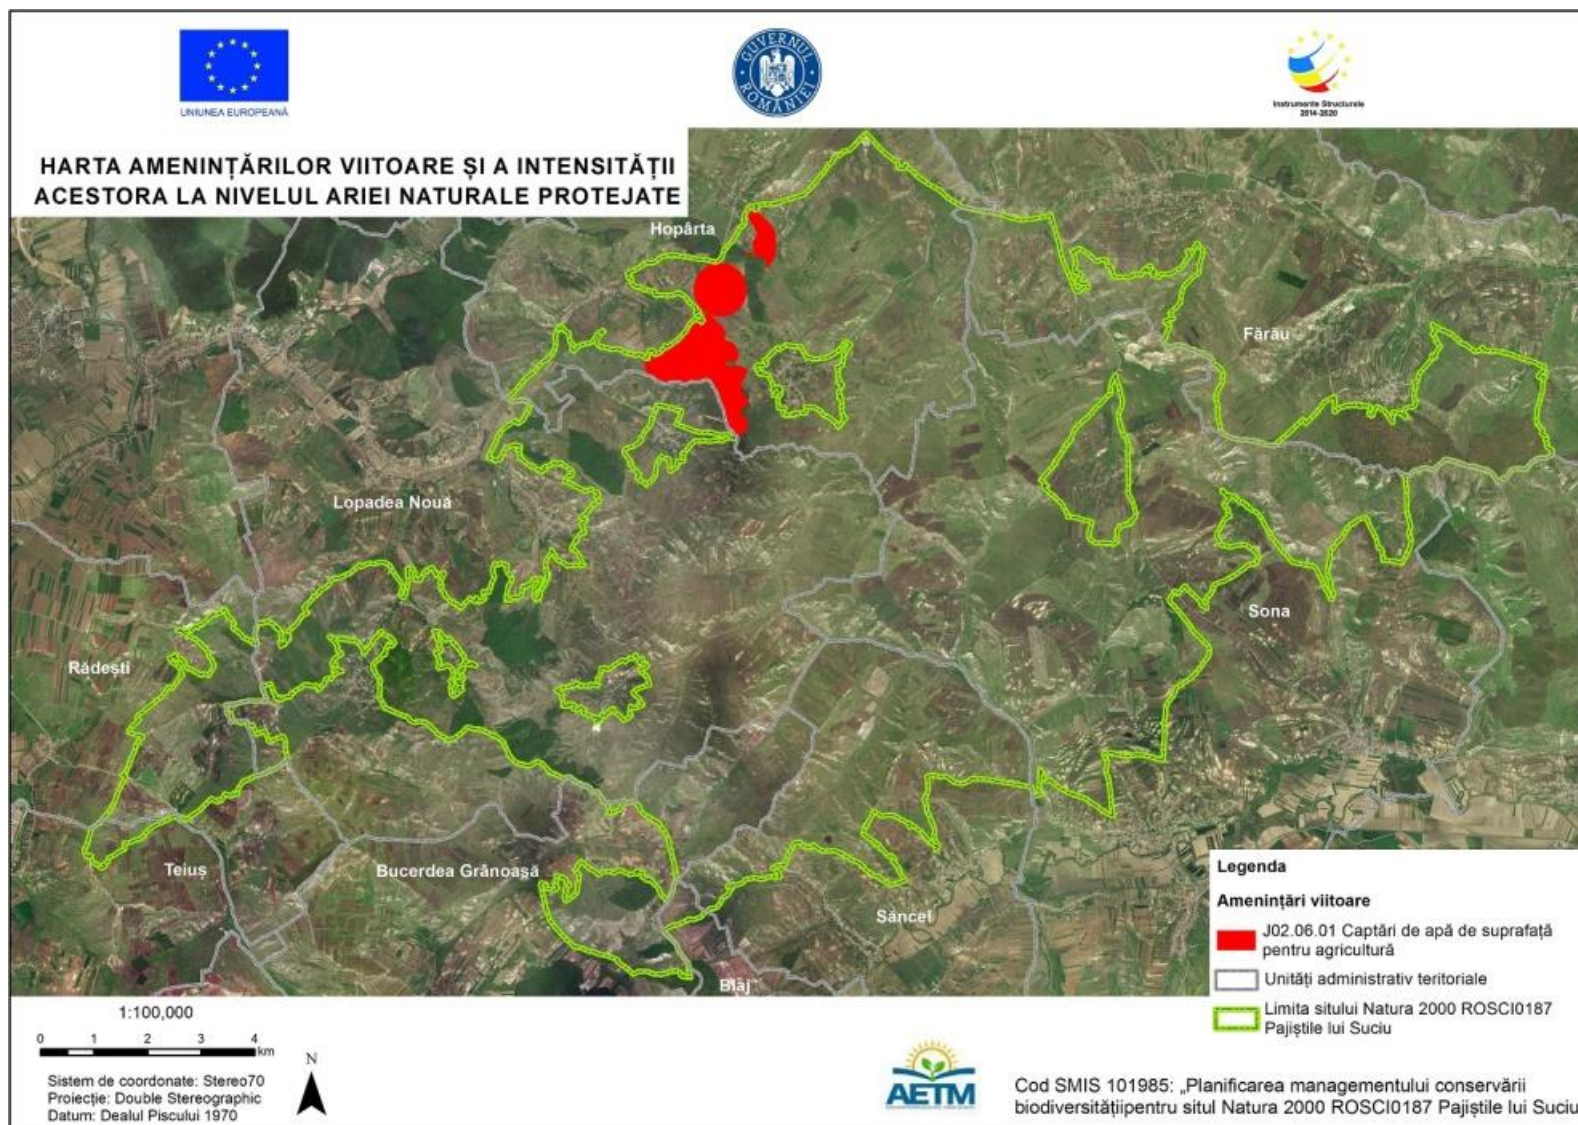 UNIUNEA EUROPEANĂ
GUVERNUL ROMÂNIEI
Instrumente Structurale
2014-2020
HARTA AMENINȚĂRILOR VIITOARE ȘI A INTENSITĂȚII
ACESTORA LA NIVELUL ARIEI NATURALE PROTEJATE
Hopârta
Fărău
Lopadea Nouă
Sona
Rădești
Teiuș
Bucerdea Grânoașă
Sâncel
Blaj
Legenda
Amenințări viitoare
J02.06.01 Captări de apă de suprafață
pentru agricultură
Unități administrativ teritoriale
Limita sitului Natura 2000 ROSCI0187
Pajiștile lui Suciu
1:100,000
0 1 2 3 4
km
N
Sistem de coordonate: Stereo70
Proiecție: Double Stereographic
Datum: Dealul Piscului 1970
AETM
Cod SMIS 101985: „Planificarea managementului conservării
biodiversitățiipentru situl Natura 2000 ROSCI0187 Pajiștile lui Suciu